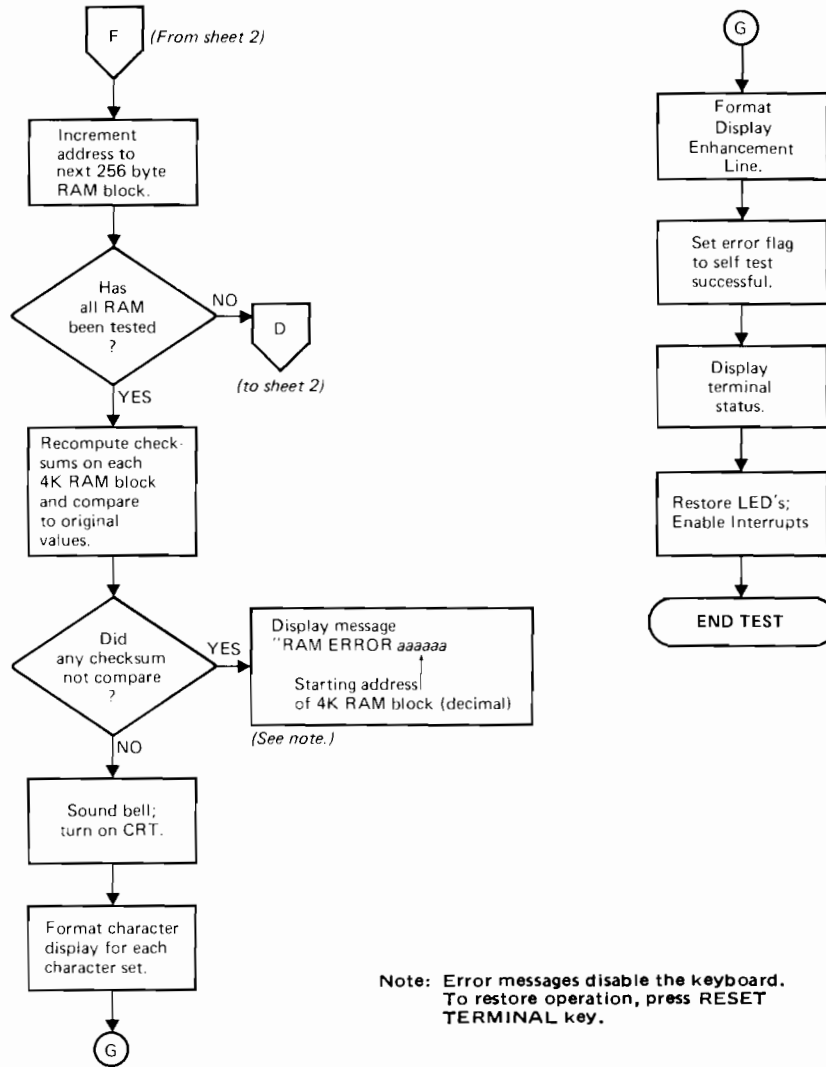 F
(From sheet 2)
Increment
address to
next 256 byte
RAM block.
Has
all RAM
been tested
?
NO
D
(to sheet 2)
YES
Recompute check-
sums on each
4K RAM block
and compare
to original
values.
Did
any checksum
not compare
?
YES
Display message
"RAM ERROR aaaaaa
Starting address
of 4K RAM block (decimal)
(See note.)
NO
Sound bell;
turn on CRT.
Format character
display for each
character set.
G
G
Format
Display
Enhancement
Line.
Set error flag
to self test
successful.
Display
terminal
status.
Restore LED's;
Enable Interrupts
END TEST
Note: Error messages disable the keyboard.
To restore operation, press RESET
TERMINAL key.